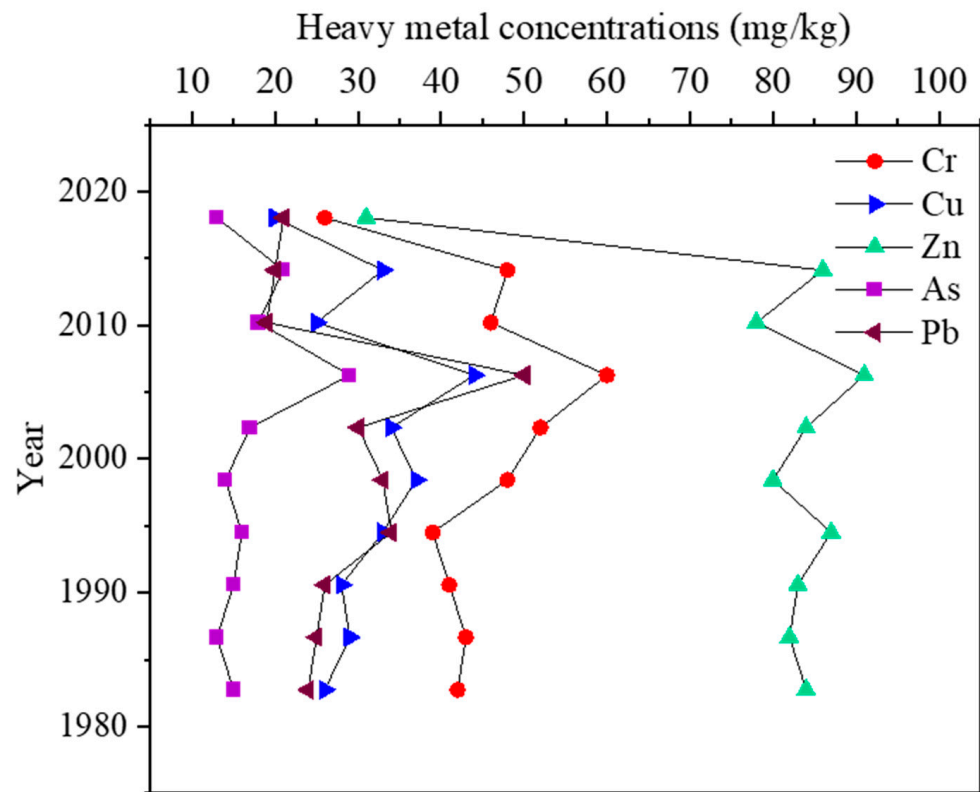 Heavy metal concentrations (mg/kg)
10 20 30 40 50 60 70 80 90 100
Year
2020
2010
2000
1990
1980
Cr
Cu
Zn
As
Pb